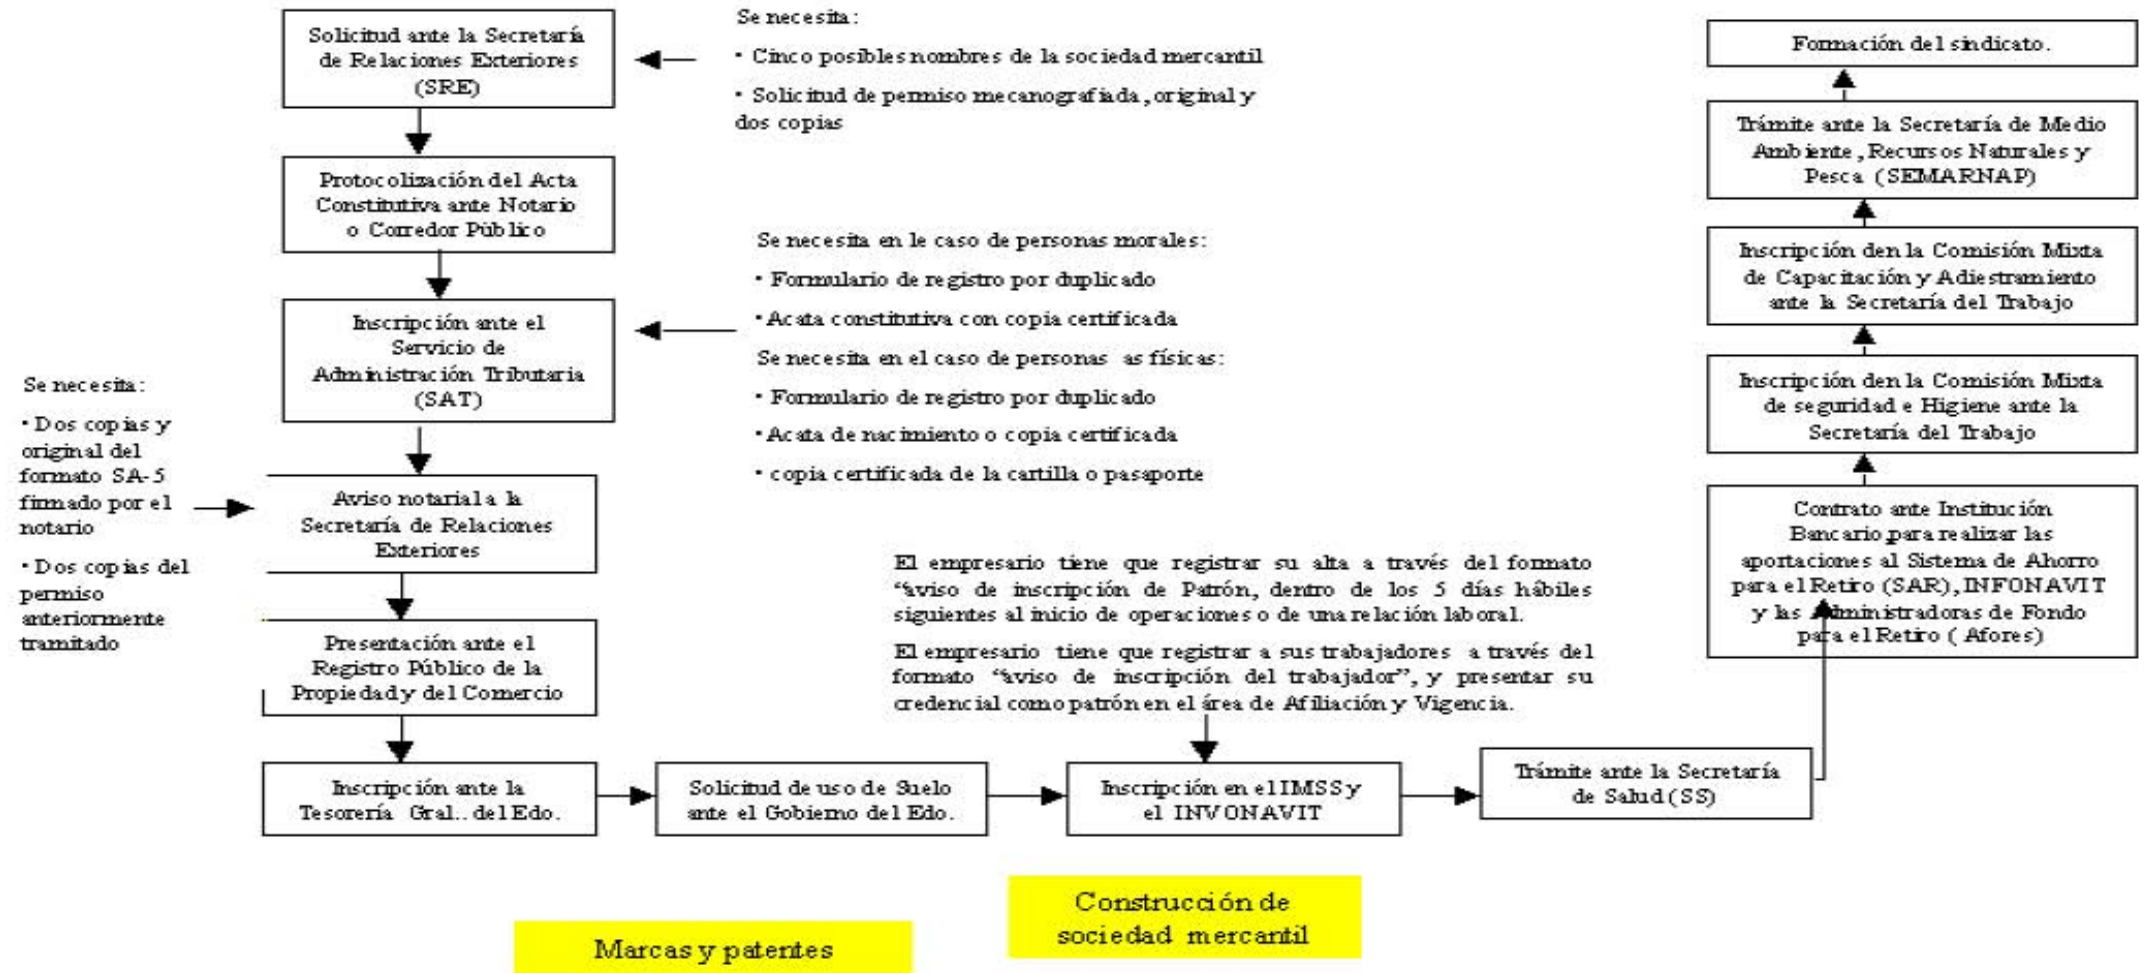 Solicitud ante la Secretaría
de Relaciones Exteriores
(SRE)
Se necesita:
• Cinco posibles nombres de la sociedad mercantil
• Solicitud de permiso mecanografiada, original y
dos copias
Protocolización del Acta
Constitutiva ante Notario
o Corredor Público
Inscripción ante el
Servicio de
Administración Tributaria
(SAT)
Se necesita en le caso de personas morales:
• Formulario de registro por duplicado
• Acata constitutiva con copia certificada
Se necesita en el caso de personas as físicas:
• Formulario de registro por duplicado
• Acata de nacimiento o copia certificada
• copia certificada de la cartilla o pasaporte
Se necesita:
• Dos copias y
original del
formato SA-5
firmado por el
notario
• Dos copias del
permiso
anteriormente
tramitado
Aviso notarial a la
Secretaría de Relaciones
Exteriores
Presentación ante el
Registro Público de la
Propiedad y del Comercio
Inscripción ante la
Tesorería Gral.. del Edo.
Solicitud de uso de Suelo
ante el Gobierno del Edo.
El empresario tiene que registrar su alta a través del formato
“aviso de inscripción de Patrón, dentro de los 5 días hábiles
siguientes al inicio de operaciones o de una relación laboral.
El empresario tiene que registrar a sus trabajadores a través del
formato “aviso de inscripción del trabajador”, y presentar su
credencial como patrón en el área de Afiliación y Vigencia.
Inscripción en el IMSS y
el INVONAVIT
Trámite ante la Secretaría
de Salud (SS)
Contrato ante Institución
Bancario,para realizar las
aportaciones al Sistema de Ahorro
para el Retiro (SAR), INFONAVIT
y las Administradoras de Fondo
para el Retiro ( Afores)
Inscripción den la Comisión Mixta
de seguridad e Higiene ante la
Secretaría del Trabajo
Inscripción den la Comisión Mixta
de Capacitación y Adiestramiento
ante la Secretaría del Trabajo
Trámite ante la Secretaría de Medio
Ambiente, Recursos Naturales y
Pesca (SEMARNAP)
Formación del sindicato.
Construcción de
sociedad mercantil
Marcas y patentes